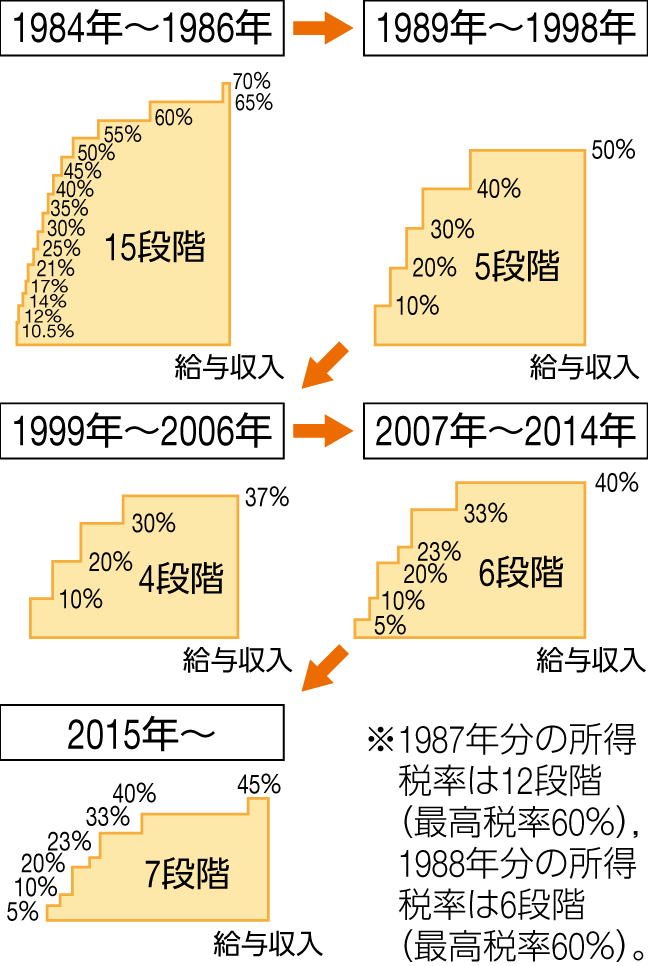 1984年～1986年
1989年～1998年
70%
65%
60%
55%
50%
45%
40%
35%
30%
25%
21%
17%
14%
12%
10.5%
15段階
給与収入
50%
40%
30%
20%
10%
5段階
給与収入
1999年～2006年
2007年～2014年
37%
30%
20%
10%
4段階
給与収入
40%
33%
23%
20%
10%
5%
6段階
給与収入
2015年～
45%
40%
33%
23%
20%
10%
5%
7段階
給与収入
※1987年分の所得
税率は12段階
（最高税率60%），
1988年分の所得
税率は6段階
（最高税率60%）。